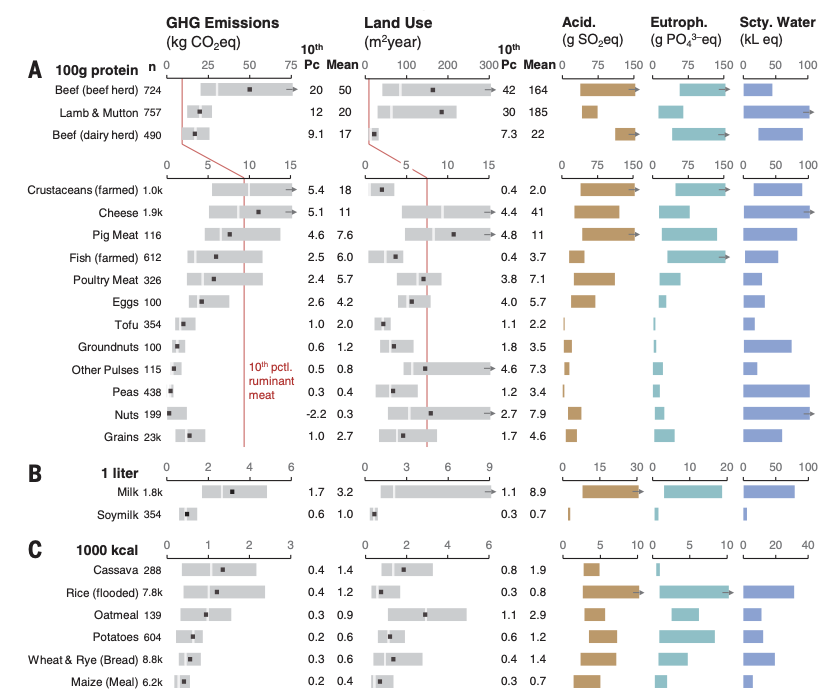 GHG Emissions Land Use Acid. Eutroph. Scty. Water
(kg CO₂eq) 10th (m²year) 10th (g SO₂eq) (g PO₄³⁻eq) (kL eq)
A 100g protein n 0 25 50 75 Pc Mean 0 100 200 300 Pc Mean 0 75 150 0 75 150 0 50 100
Beef (beef herd) 724 20 50 42 164
Lamb & Mutton 757 12 20 30 185
Beef (dairy herd) 490 9.1 17 7.3 22
0 5 10 15 0 50 100 15 0 75 150 0 75 150 0 50 100
Crustaceans (farmed) 1.0k 5.4 18 0.4 2.0
Cheese 1.9k 5.1 11 4.4 41
Pig Meat 116 4.6 7.6 4.8 11
Fish (farmed) 612 2.5 6.0 0.4 3.7
Poultry Meat 326 2.4 5.7 3.8 7.1
Eggs 100 2.6 4.2 4.0 5.7
Tofu 354 1.0 2.0 1.1 2.2
Groundnuts 100 0.6 1.2 1.8 3.5
Other Pulses 115 0.5 0.8 4.6 7.3
Peas 438 0.3 0.4 1.2 3.4
Nuts 199 -2.2 0.3 2.7 7.9
Grains 23k 1.0 2.7 1.7 4.6
10th pctl.
ruminant
meat
B 1 liter 0 2 4 6 0 3 6 9 0 15 30 0 10 20 0 50 100
Milk 1.8k 1.7 3.2 1.1 8.9
Soymilk 354 0.6 1.0 0.3 0.7
C 1000 kcal 0 1 2 3 0 2 4 6 0 5 10 0 5 10 0 20 40
Cassava 288 0.4 1.4 0.8 1.9
Rice (flooded) 7.8k 0.4 1.2 0.3 0.8
Oatmeal 139 0.3 0.9 1.1 2.9
Potatoes 604 0.2 0.6 0.6 1.2
Wheat & Rye (Bread) 8.8k 0.3 0.6 0.4 1.4
Maize (Meal) 6.2k 0.2 0.4 0.3 0.7